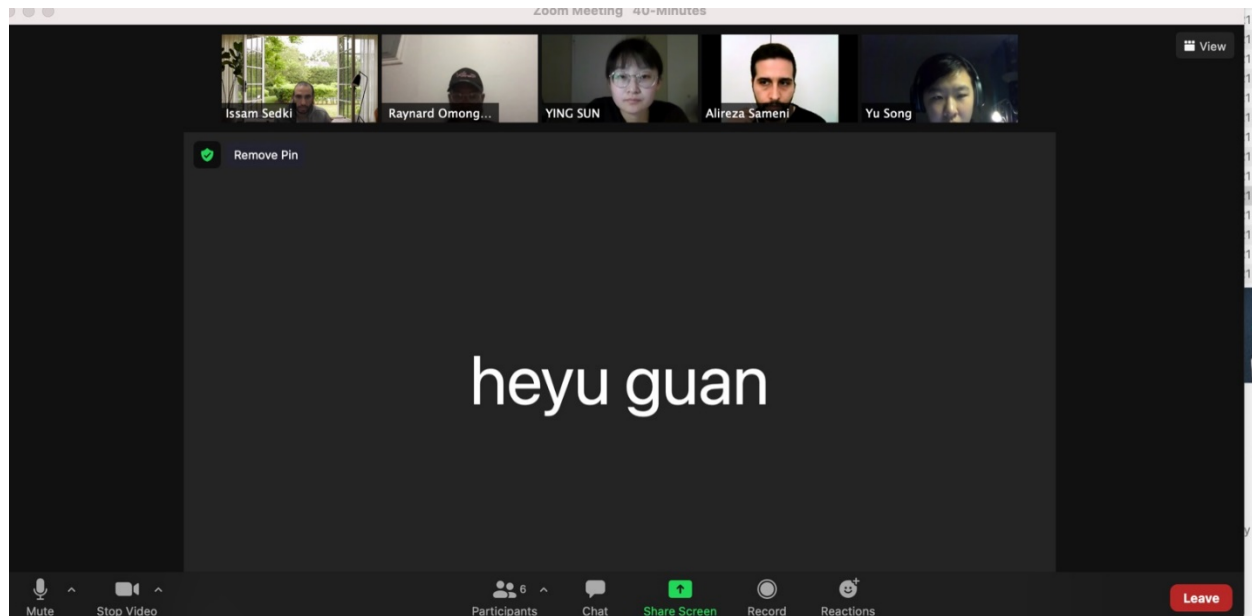 Zoom Meeting 40-Minutes
View
Issam Sedki
Raynard Omong...
YING SUN
Alireza Sameni
Yu Song
Remove Pin
heyu guan
6
Mute
Stop Video
Participants
Chat
Share Screen
Record
Reactions
Leave